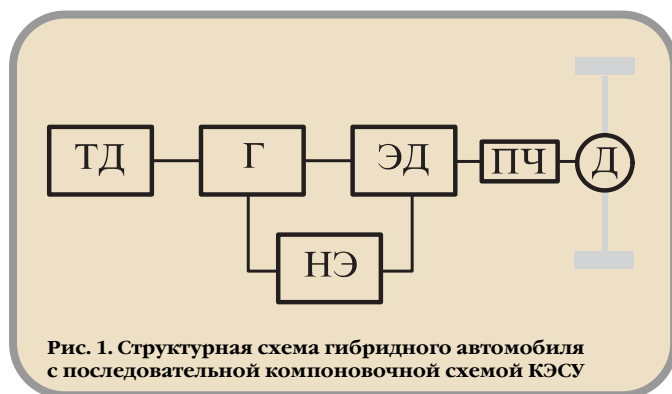 ТД Г ЭД ПЧ Д
НЭ
Рис. 1. Структурная схема гибридного автомобиля
с последовательной компоновочной схемой КЭСУ